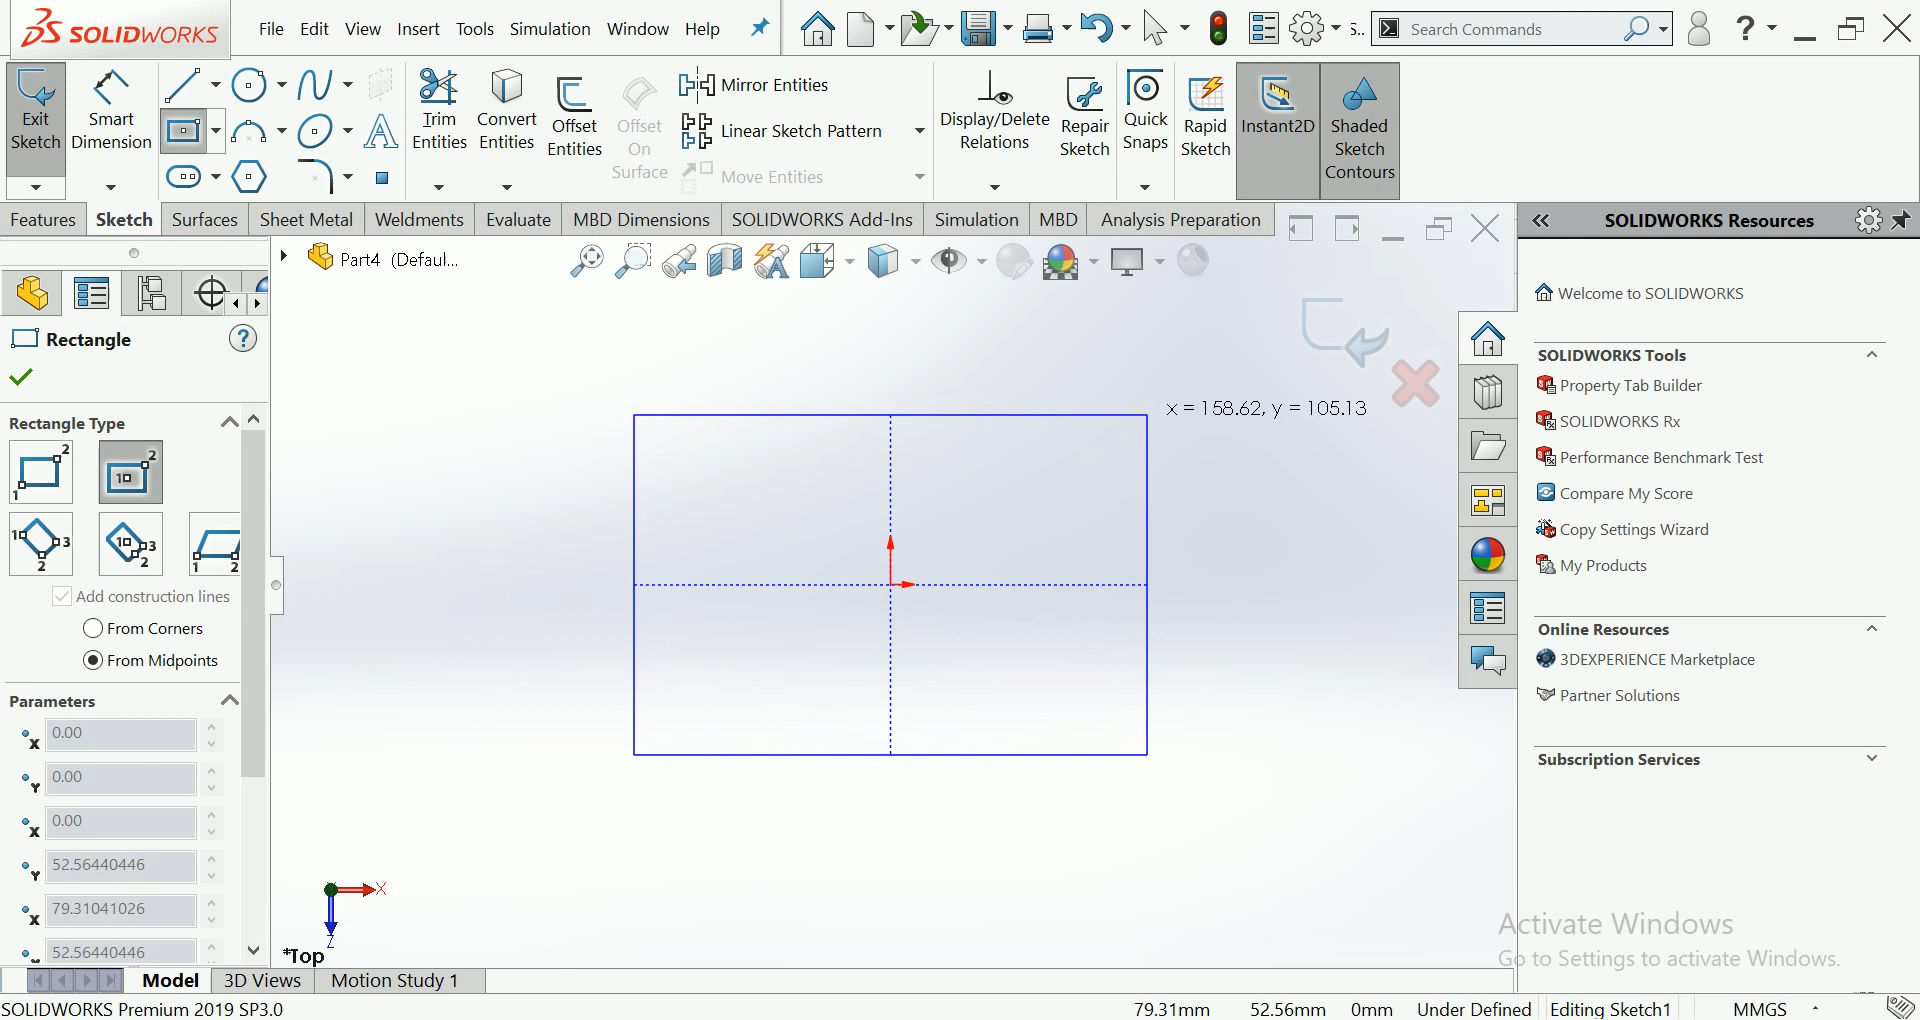 SOLIDWORKS File Edit View Insert Tools Simulation Window Help S.. Search Commands ?
Exit Sketch
Smart Dimension
Trim Entities
Convert Entities
Offset Entities
Offset On Surface
Mirror Entities
Linear Sketch Pattern
Move Entities
Display/Delete Relations
Repair Sketch
Quick Snaps
Rapid Sketch
Instant2D
Shaded Sketch Contours
Features Sketch Surfaces Sheet Metal Weldments Evaluate MBD Dimensions SOLIDWORKS Add-Ins Simulation MBD Analysis Preparation
Part4 (Defaul...
Rectangle ?
Rectangle Type
Add construction lines
From Corners
From Midpoints
Parameters
X 0.00
Y 0.00
X 0.00
Y 52.56440446
X 79.31041026
52.56440446
x = 158.62, y = 105.13
X
Z
*Top
SOLIDWORKS Resources
Welcome to SOLIDWORKS
SOLIDWORKS Tools
Property Tab Builder
SOLIDWORKS Rx
Performance Benchmark Test
Compare My Score
Copy Settings Wizard
My Products
Online Resources
3DEXPERIENCE Marketplace
Partner Solutions
Subscription Services
Activate Windows
Go to Settings to activate Windows.
Model 3D Views Motion Study 1
SOLIDWORKS Premium 2019 SP3.0 79.31mm 52.56mm 0mm Under Defined Editing Sketch1 MMGS